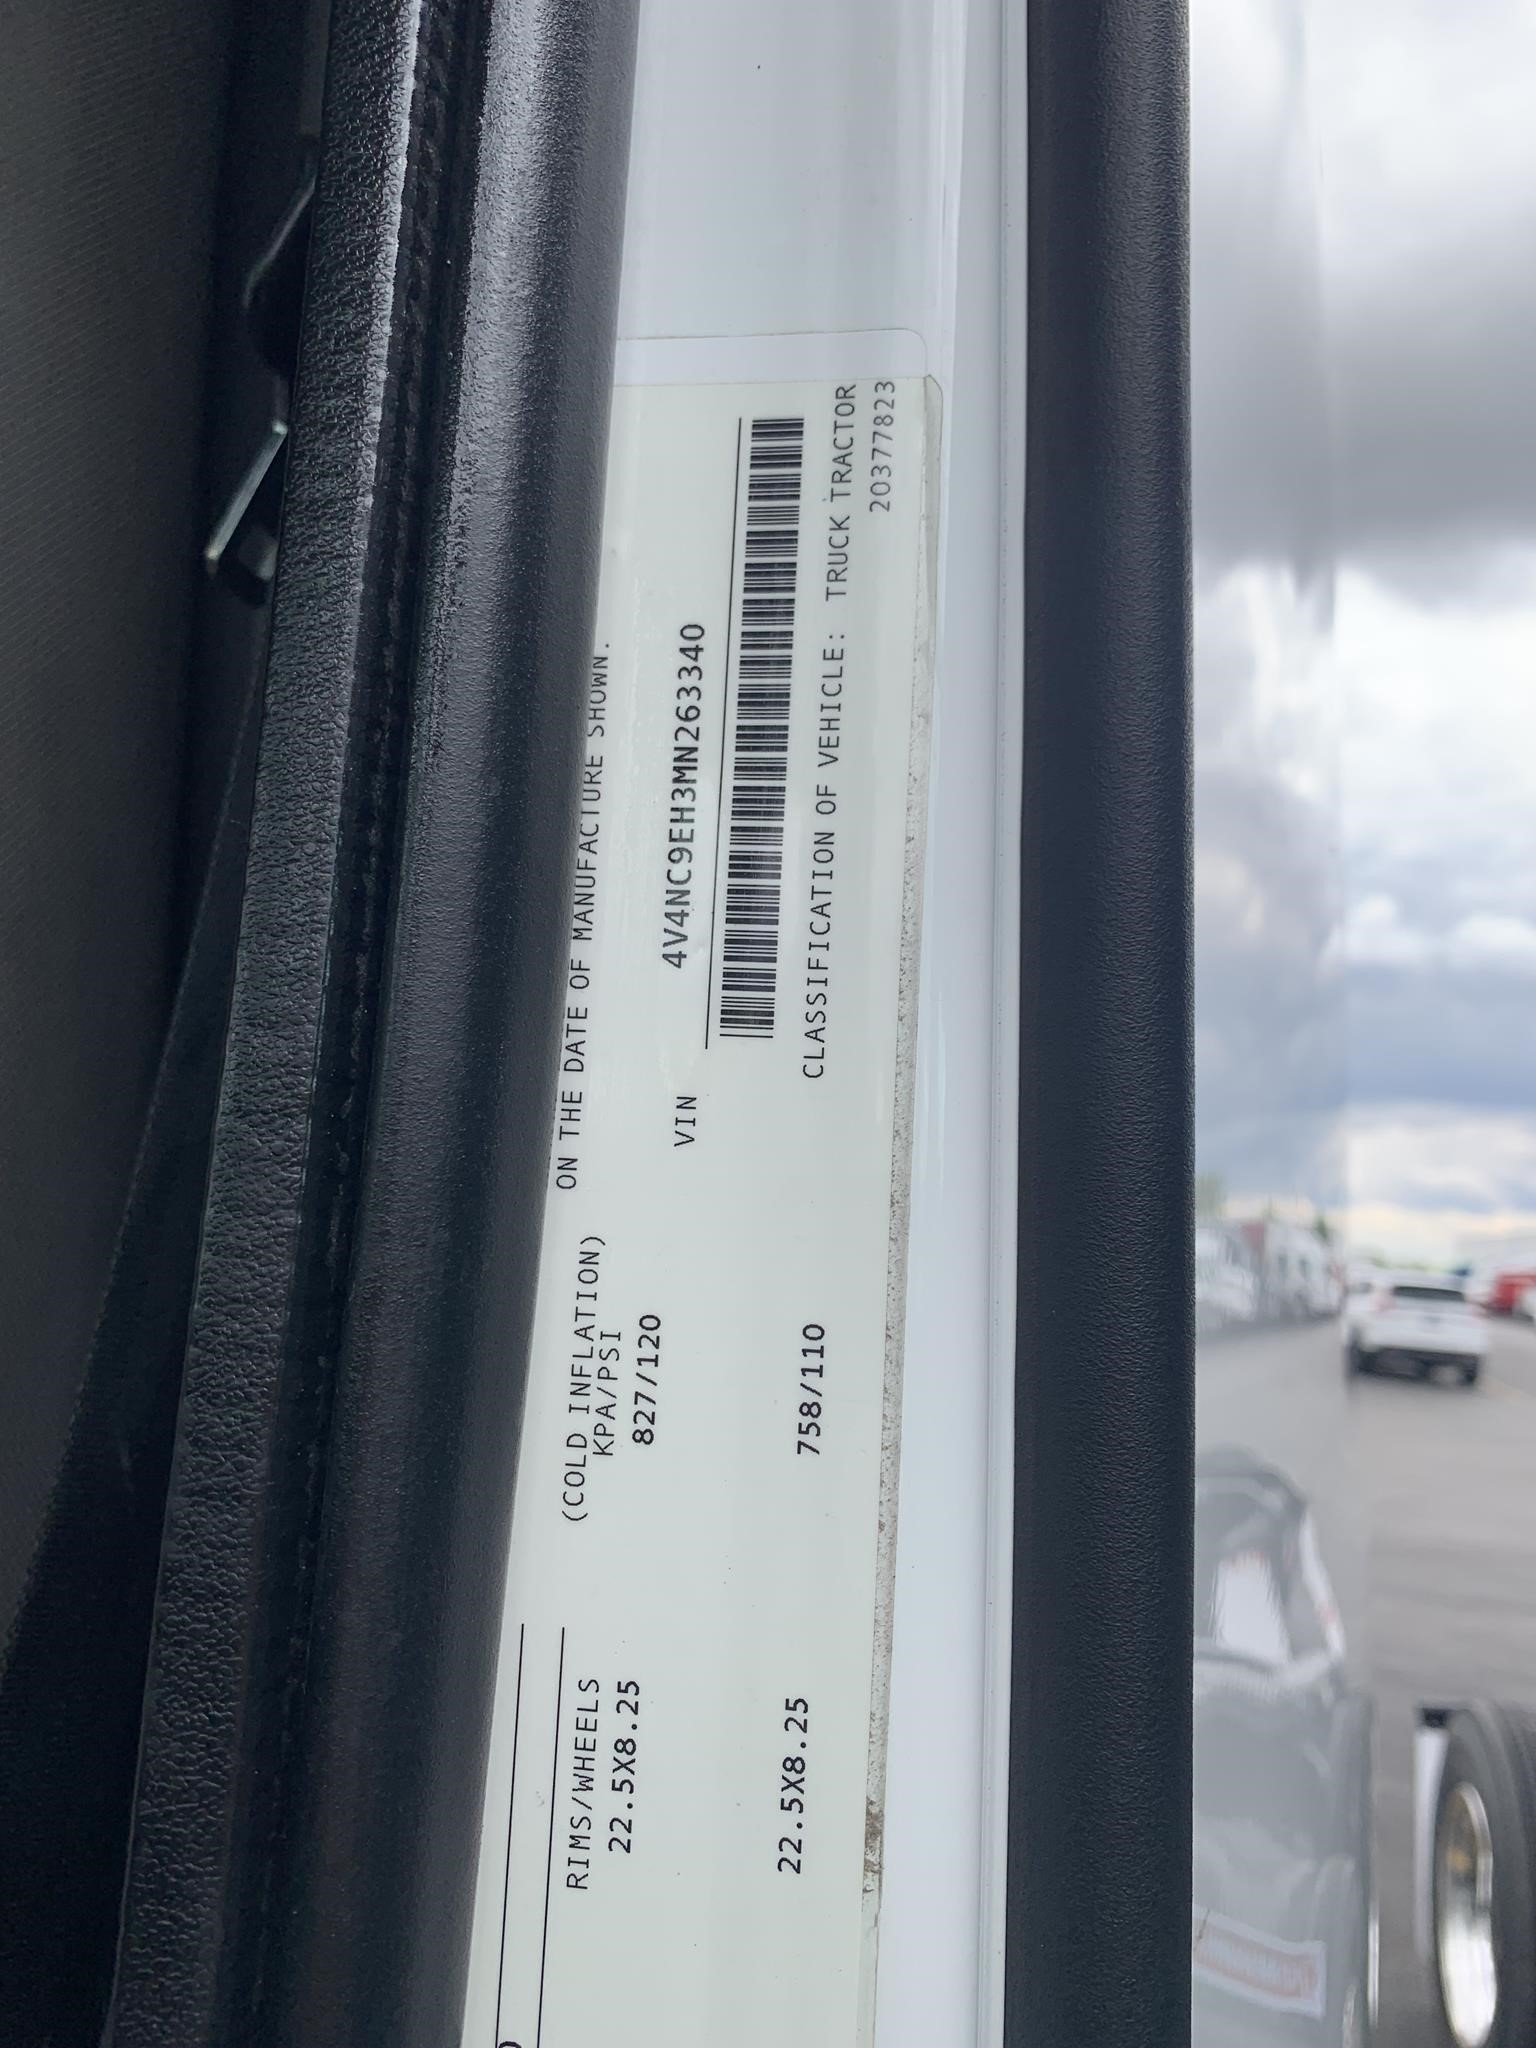 ON THE DATE OF MANUFACTURE SHOWN.
(COLD INFLATION)
RIMS/WHEELS KPA/PSI
22.5X8.25 827/120 VIN 4V4NC9EH3MN263340
22.5X8.25 758/110 CLASSIFICATION OF VEHICLE: TRUCK TRACTOR
20377823